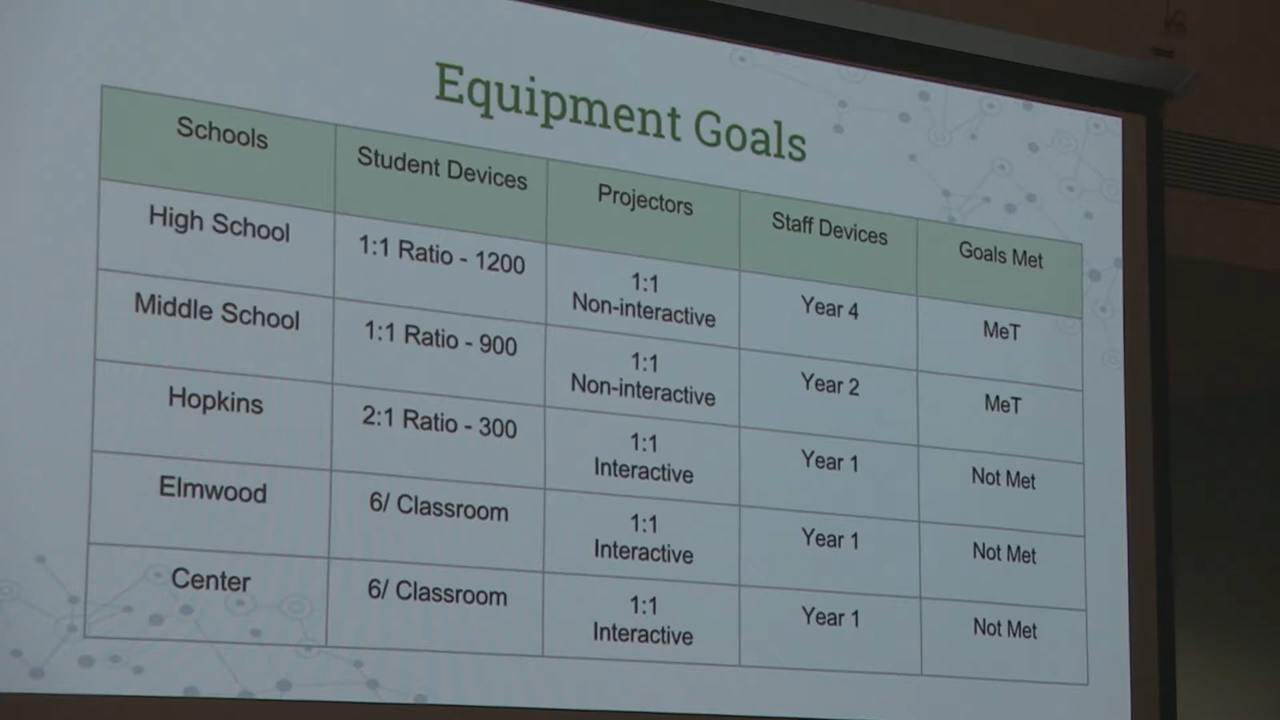 Equipment Goals
Schools
Student Devices
Projectors
Staff Devices
Goals Met
High School
1:1 Ratio - 1200
1:1
Non-interactive
Year 4
MeT
Middle School
1:1 Ratio - 900
1:1
Non-interactive
Year 2
MeT
Hopkins
2:1 Ratio - 300
1:1
Interactive
Year 1
Not Met
Elmwood
6/ Classroom
1:1
Interactive
Year 1
Not Met
Center
6/ Classroom
1:1
Interactive
Year 1
Not Met